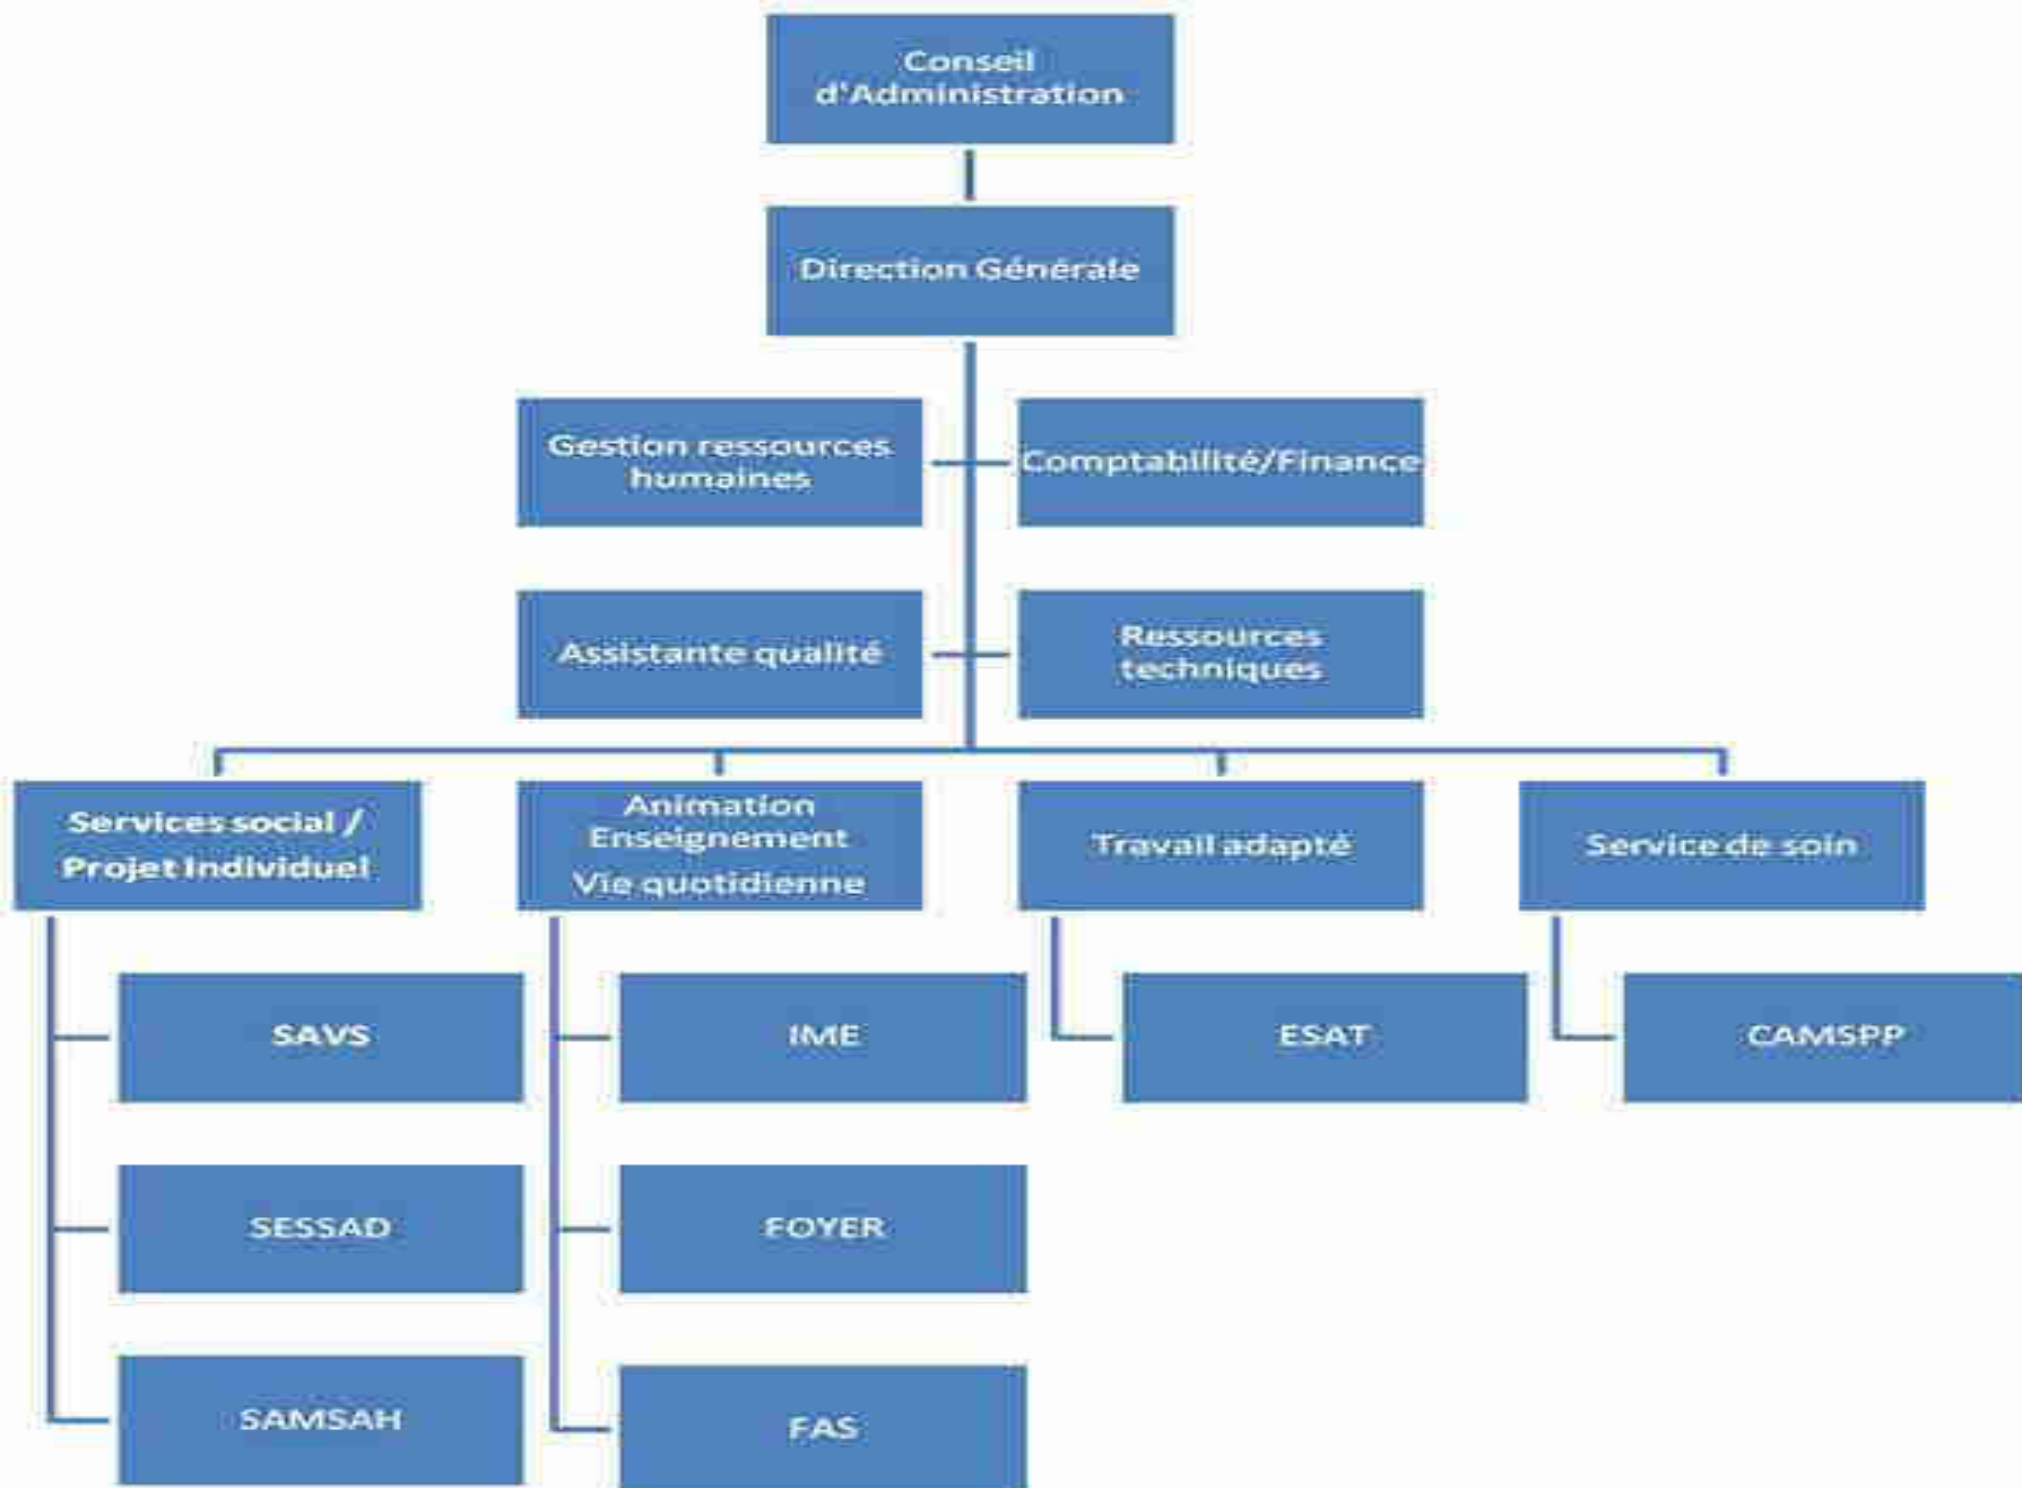 Conseil
d'Administration
Direction Générale
Gestion ressources
humaines
Comptabilité/Finance
Assistante qualité
Ressources
techniques
Services social /
Projet Individuel
Animation
Enseignement
Vie quotidienne
Travail adapté
Service de soin
SAVS
IME
ESAT
CAMSPP
SESSAD
FOYER
SAMSAH
FAS